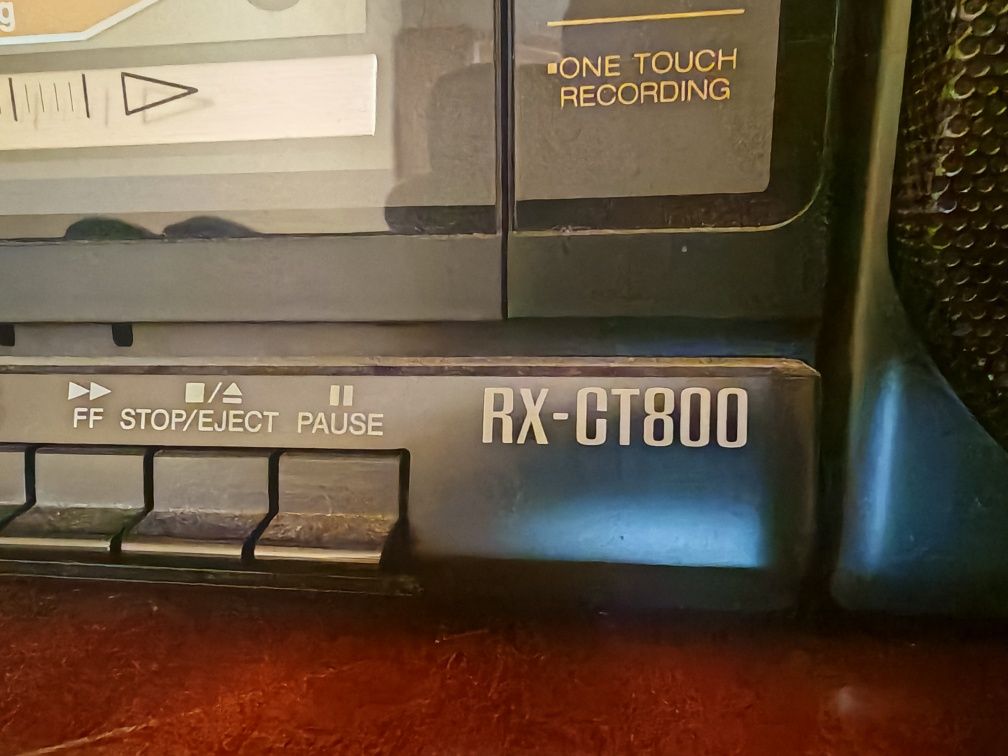 g
ONE TOUCH
RECORDING
FF STOP/EJECT PAUSE
RX-CT800